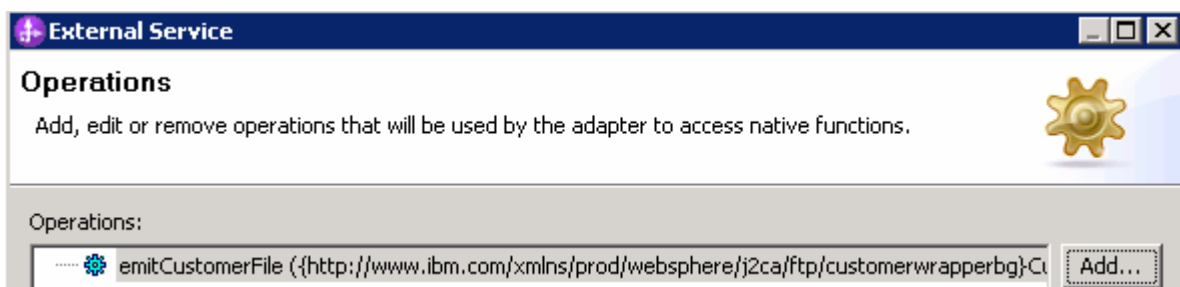 External Service
Operations
Add, edit or remove operations that will be used by the adapter to access native functions.
Operations:
emitCustomerFile ({http://www.ibm.com/xmlns/prod/websphere/j2ca/ftp/customerwrapperbg}Cu Add...